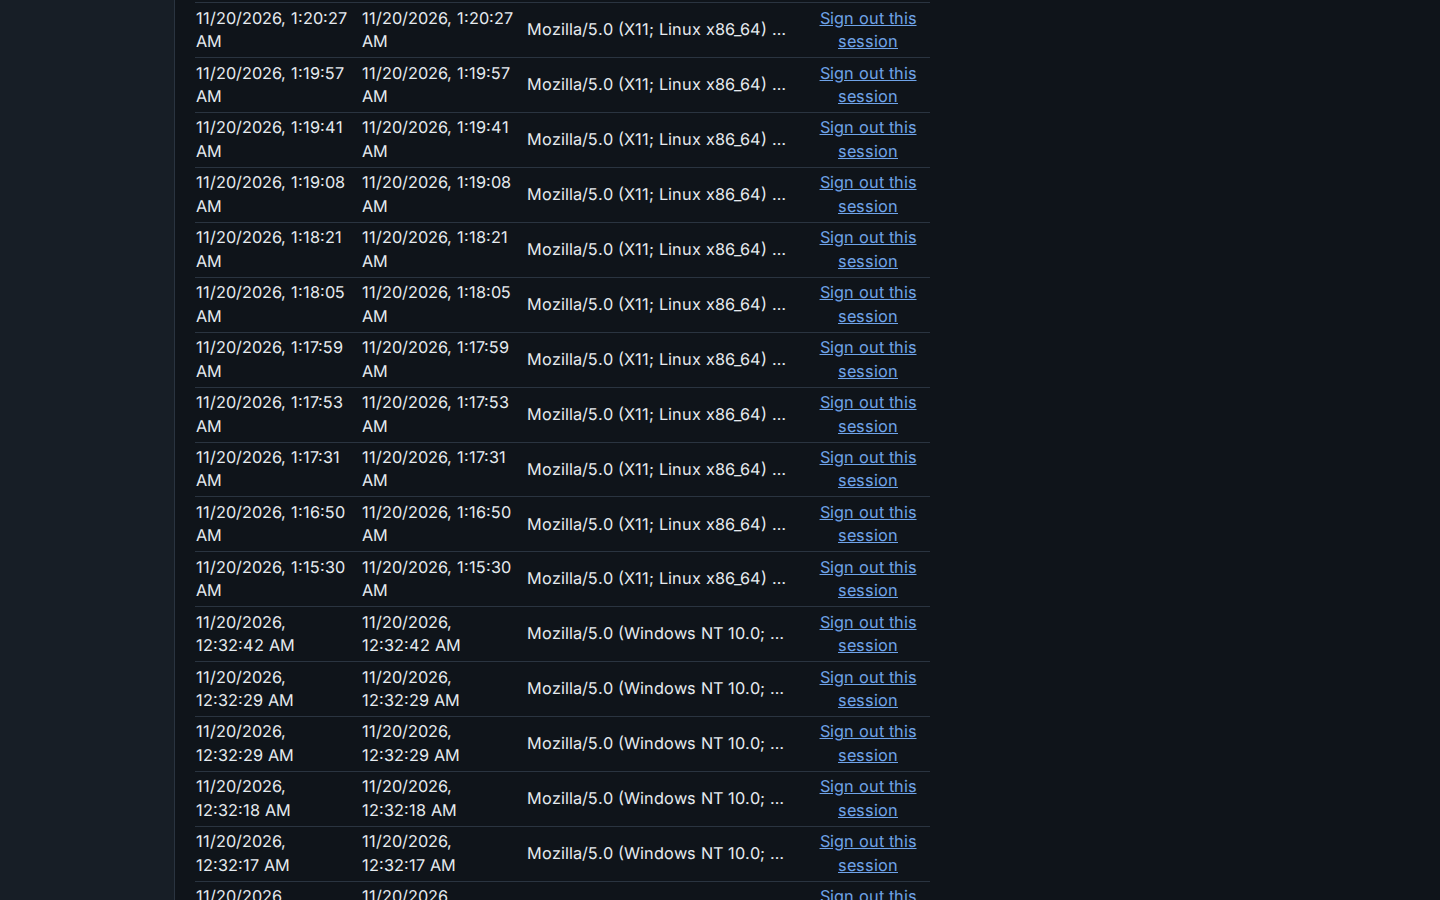 11/20/2026, 1:20:27 AM 11/20/2026, 1:20:27 AM Mozilla/5.0 (X11; Linux x86_64) ... Sign out this session
11/20/2026, 1:19:57 AM 11/20/2026, 1:19:57 AM Mozilla/5.0 (X11; Linux x86_64) ... Sign out this session
11/20/2026, 1:19:41 AM 11/20/2026, 1:19:41 AM Mozilla/5.0 (X11; Linux x86_64) ... Sign out this session
11/20/2026, 1:19:08 AM 11/20/2026, 1:19:08 AM Mozilla/5.0 (X11; Linux x86_64) ... Sign out this session
11/20/2026, 1:18:21 AM 11/20/2026, 1:18:21 AM Mozilla/5.0 (X11; Linux x86_64) ... Sign out this session
11/20/2026, 1:18:05 AM 11/20/2026, 1:18:05 AM Mozilla/5.0 (X11; Linux x86_64) ... Sign out this session
11/20/2026, 1:17:59 AM 11/20/2026, 1:17:59 AM Mozilla/5.0 (X11; Linux x86_64) ... Sign out this session
11/20/2026, 1:17:53 AM 11/20/2026, 1:17:53 AM Mozilla/5.0 (X11; Linux x86_64) ... Sign out this session
11/20/2026, 1:17:31 AM 11/20/2026, 1:17:31 AM Mozilla/5.0 (X11; Linux x86_64) ... Sign out this session
11/20/2026, 1:16:50 AM 11/20/2026, 1:16:50 AM Mozilla/5.0 (X11; Linux x86_64) ... Sign out this session
11/20/2026, 1:15:30 AM 11/20/2026, 1:15:30 AM Mozilla/5.0 (X11; Linux x86_64) ... Sign out this session
11/20/2026, 12:32:42 AM 11/20/2026, 12:32:42 AM Mozilla/5.0 (Windows NT 10.0; ... Sign out this session
11/20/2026, 12:32:29 AM 11/20/2026, 12:32:29 AM Mozilla/5.0 (Windows NT 10.0; ... Sign out this session
11/20/2026, 12:32:29 AM 11/20/2026, 12:32:29 AM Mozilla/5.0 (Windows NT 10.0; ... Sign out this session
11/20/2026, 12:32:18 AM 11/20/2026, 12:32:18 AM Mozilla/5.0 (Windows NT 10.0; ... Sign out this session
11/20/2026, 12:32:17 AM 11/20/2026, 12:32:17 AM Mozilla/5.0 (Windows NT 10.0; ... Sign out this session
11/20/2026, 11/20/2026, Sign out this